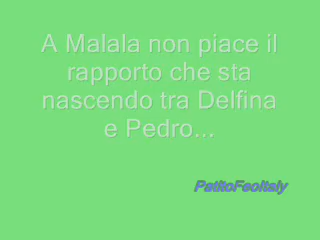 A Malala non piace il
rapporto che sta
nascendo tra Delfina
e Pedro...
PatitoFeoItaly